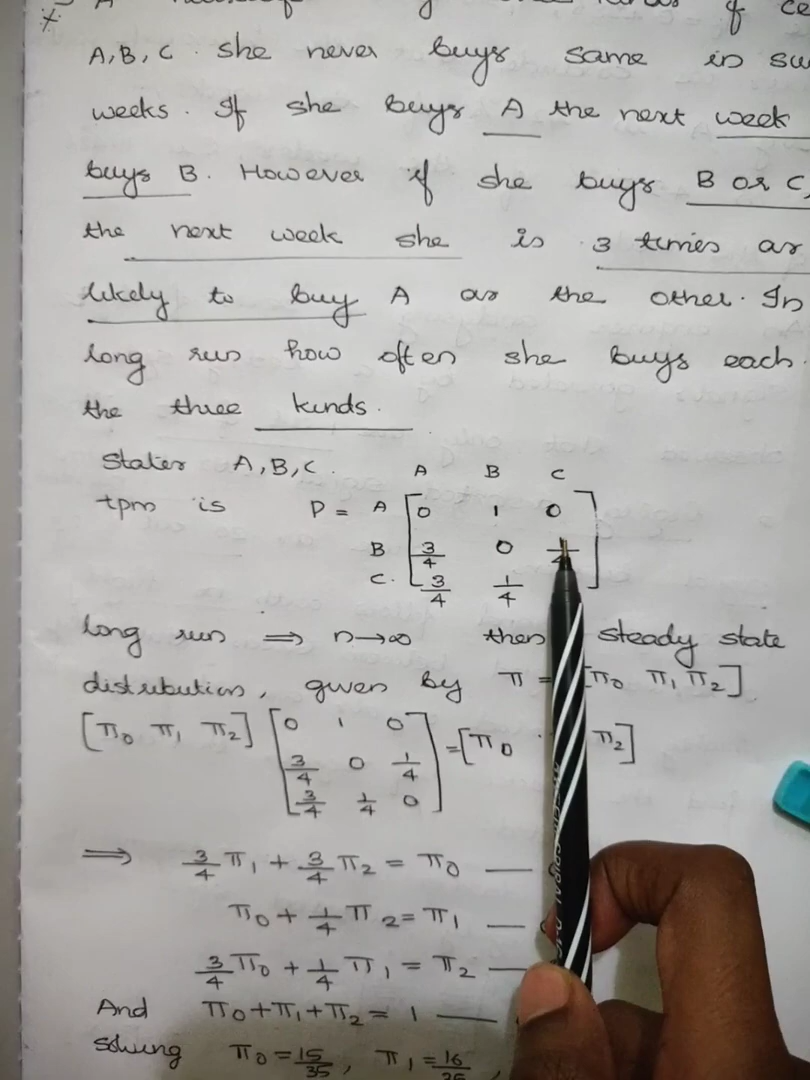 A
A, B, C. she never buys same in su
weeks. If she buys A the next week
buys B. However if she buys B or C,
the next week she is 3 times as
likely to buy A as the other. In
long run how often she buys each.
the three kinds.
States A, B, C. A B C
tpm is P = A [0 1 0
B 3/4 0 1/4
C. 3/4 1/4 ]
long run ⟹ n→∞ then steady state
distribution, given by π = [π0 π1 π2]
[π0 π1 π2] [0 1 0
3/4 0 1/4 = [π0 π2]
3/4 1/4 0]
⟹ 3/4 π1 + 3/4 π2 = π0 —
π0 + 1/4 π2 = π1 —
3/4 π0 + 1/4 π1 = π2 —
And π0 + π1 + π2 = 1 —
Solving π0 = 15/35, π1 = 16/35,